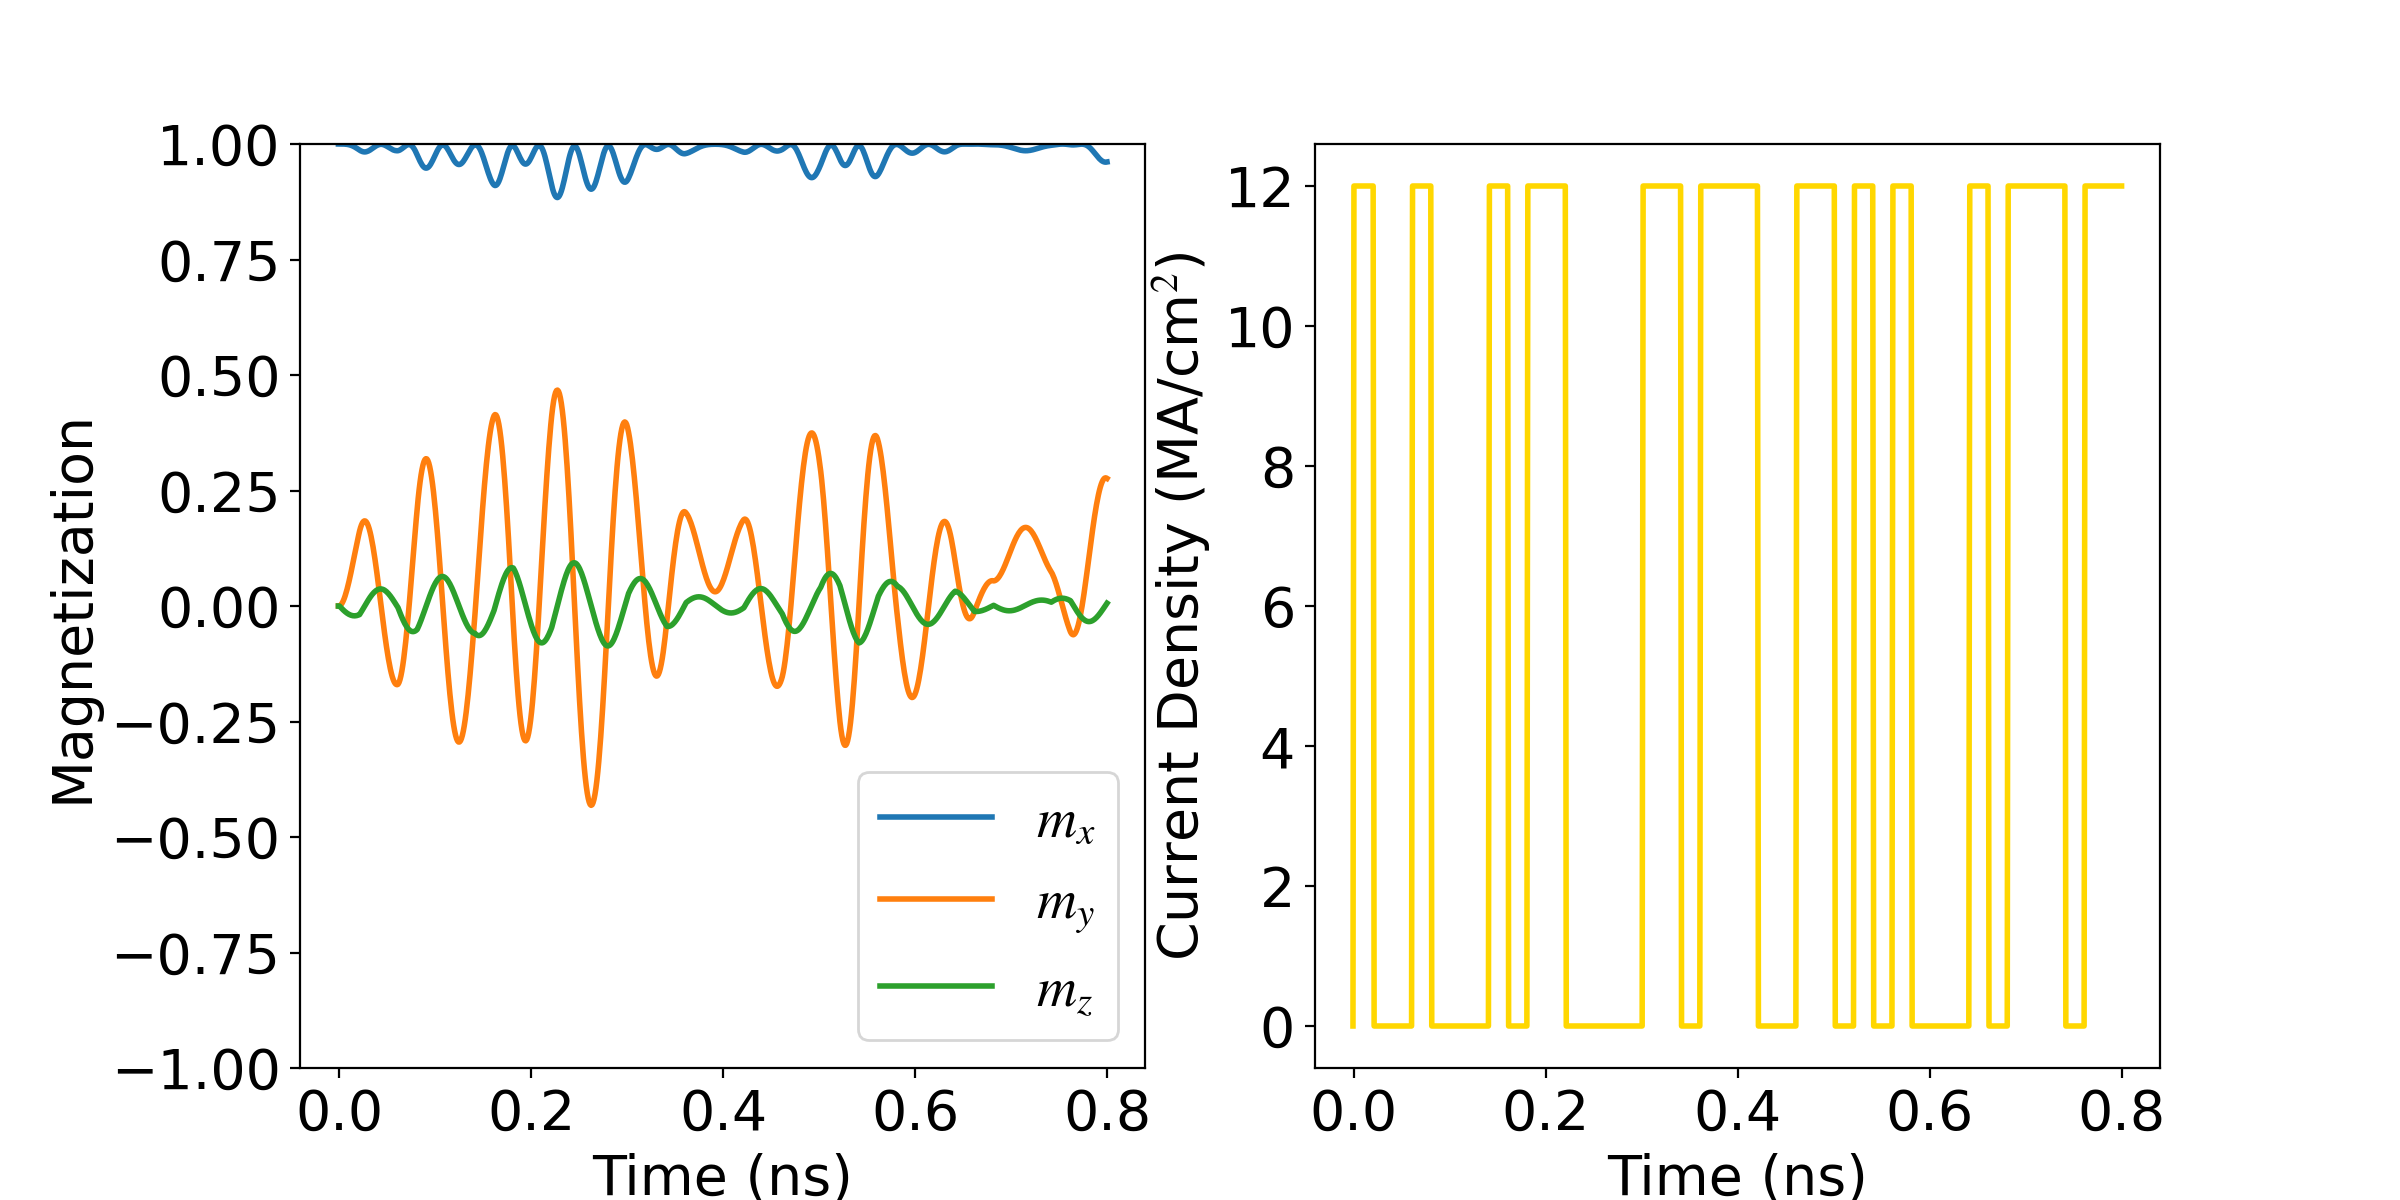 Magnetization
1.00
0.75
0.50
0.25
0.00
−0.25
−0.50
−0.75
−1.00
0.0 0.2 0.4 0.6 0.8
Time (ns)
m_x
m_y
m_z
Current Density (MA/cm²)
12
10
8
6
4
2
0
0.0 0.2 0.4 0.6 0.8
Time (ns)